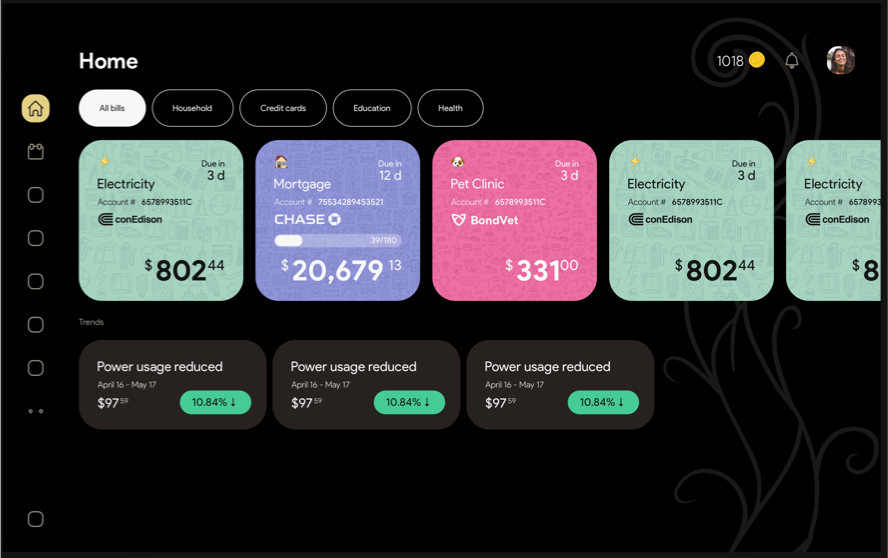 Home
1018
All bills
Household
Credit cards
Education
Health
Due in
3 d
Electricity
Account # 6578993511C
conEdison
$802 44
Due in
12 d
Mortgage
Account # 75534289453521
CHASE
39/180
$20,679 13
Due in
3 d
Pet Clinic
Account # 6578993511C
BondVet
$331 00
Due in
3 d
Electricity
Account # 6578993511C
conEdison
$802 44
Electricity
Account # 6578993
conEdison
$8
Trends
Power usage reduced
April 16 - May 17
$97 59
10.84% ↓
Power usage reduced
April 16 - May 17
$97 59
10.84% ↓
Power usage reduced
April 16 - May 17
$97 59
10.84% ↓